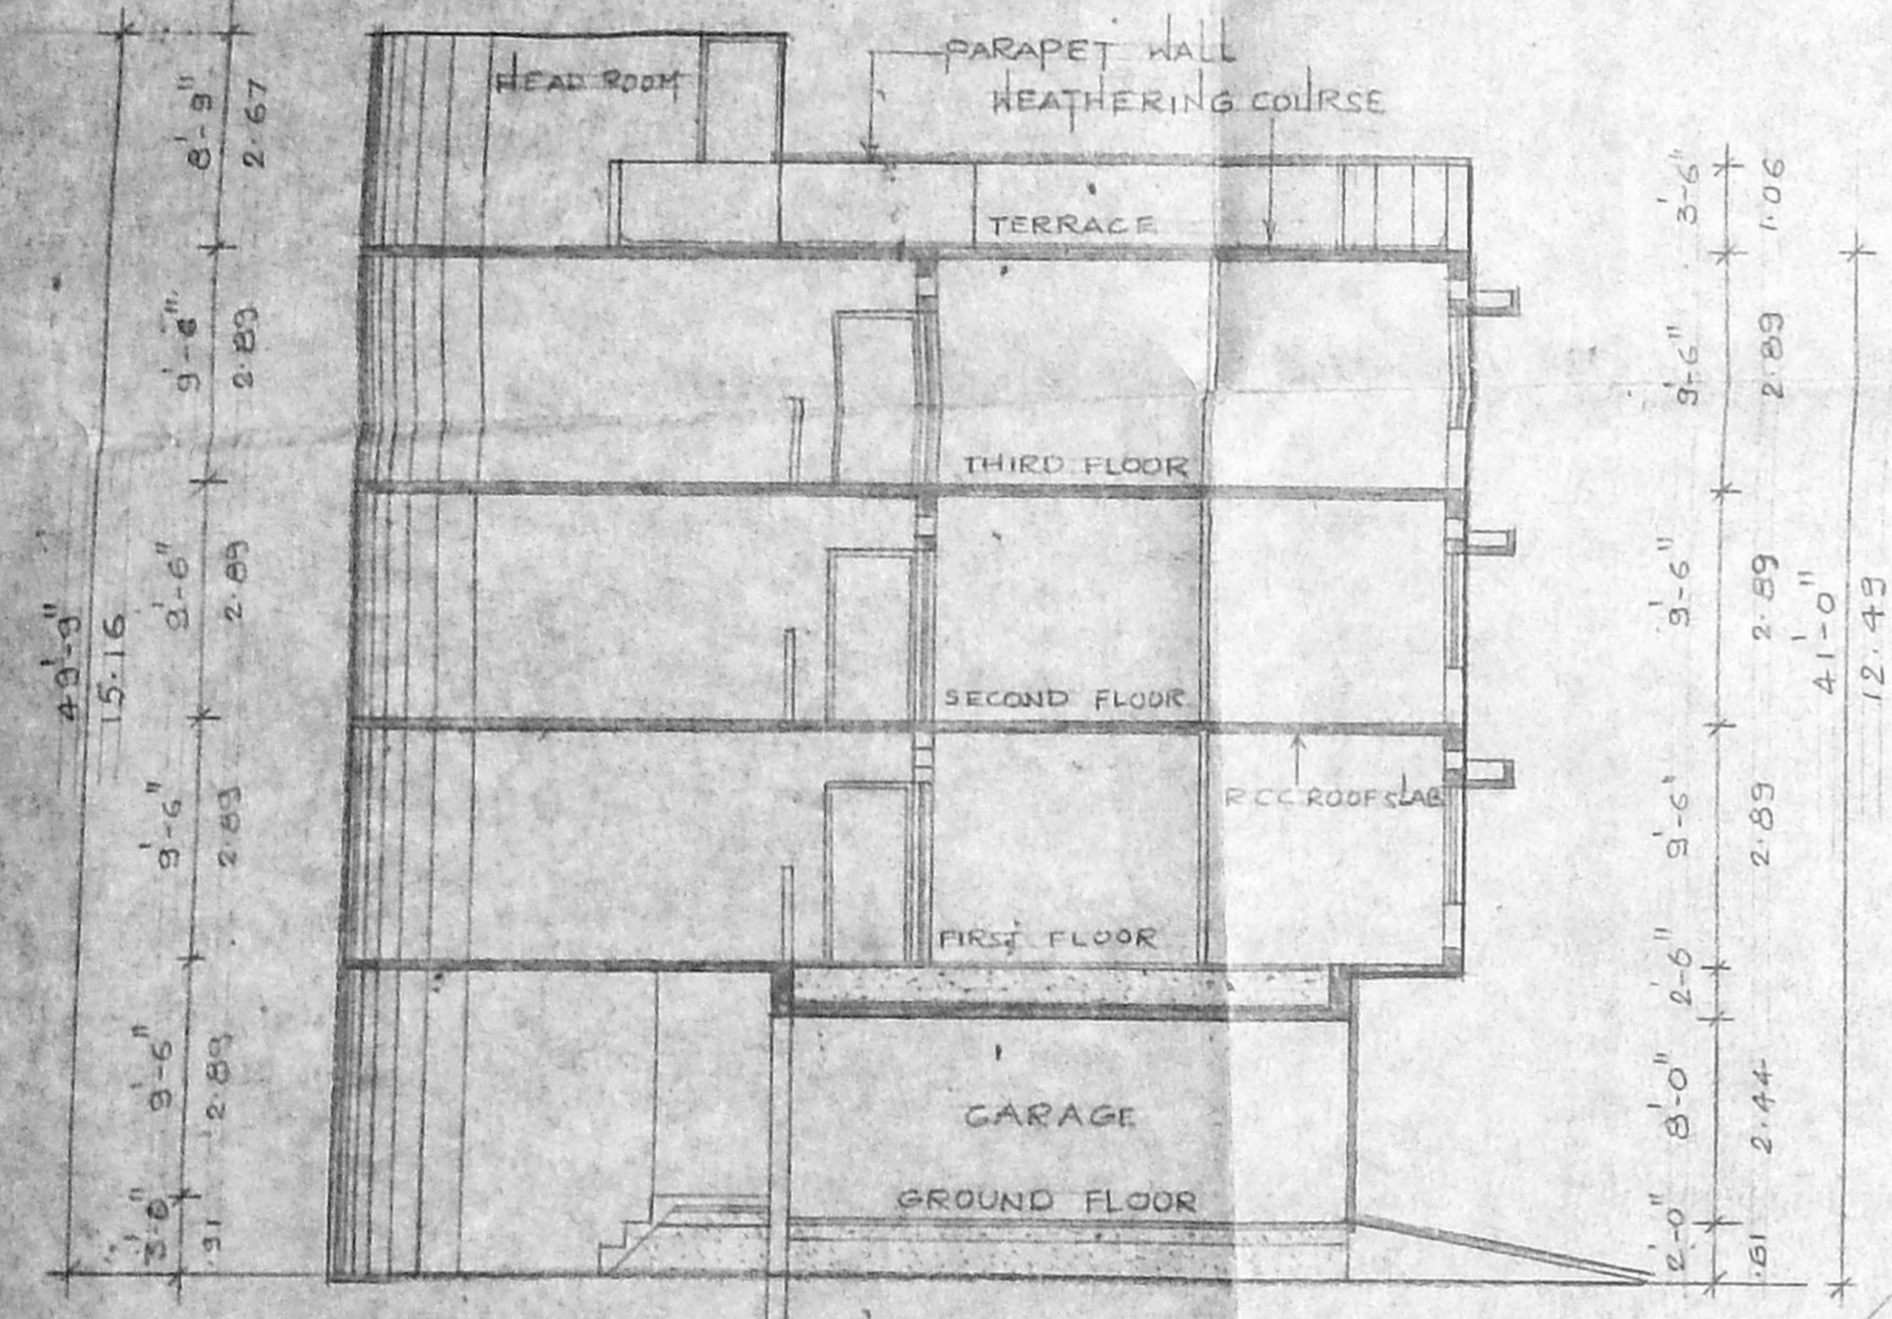 PARAPET WALL
HEAD ROOM
WEATHERING COURSE
TERRACE
THIRD FLOOR
SECOND FLOOR
RCC ROOF SLAB
FIRST FLOOR
GARAGE
GROUND FLOOR
49'-9"
15.16
8'-9"
2.67
9'-6"
2.89
9'-6"
2.89
9'-6"
2.89
9'-6"
2.89
3'-0"
.91
3'-6"
1.06
9'-6"
2.89
9'-6"
2.89
9'-6"
2.89
2'-6"
8'-0"
2.44
2'-0"
.61
41'-0"
12.49